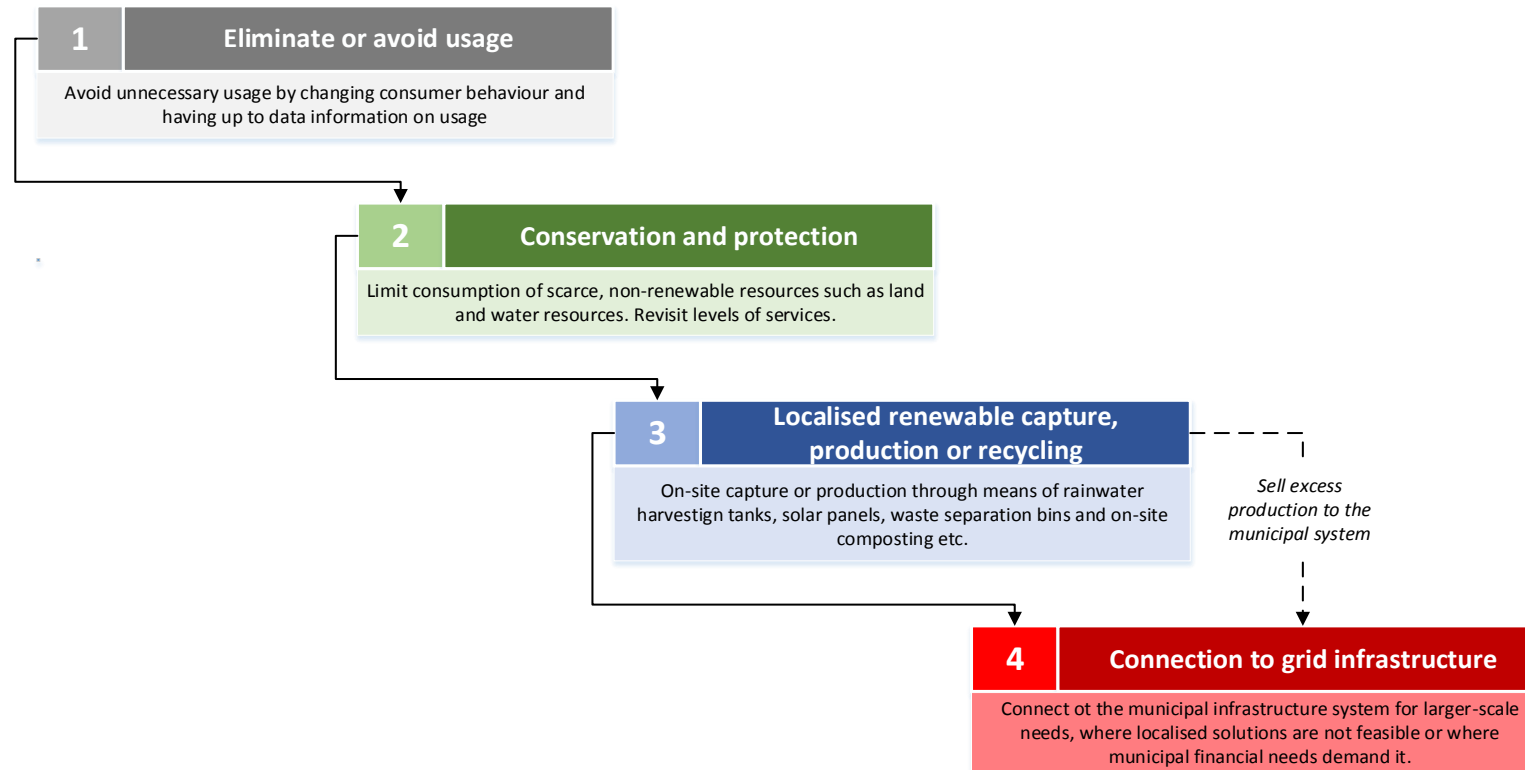 1
Eliminate or avoid usage
Avoid unnecessary usage by changing consumer behaviour and
having up to data information on usage
2
Conservation and protection
Limit consumption of scarce, non-renewable resources such as land
and water resources. Revisit levels of services.
3
Localised renewable capture,
production or recycling
On-site capture or production through means of rainwater
harvestign tanks, solar panels, waste separation bins and on-site
composting etc.
Sell excess
production to the
municipal system
4
Connection to grid infrastructure
Connect ot the municipal infrastructure system for larger-scale
needs, where localised solutions are not feasible or where
municipal financial needs demand it.